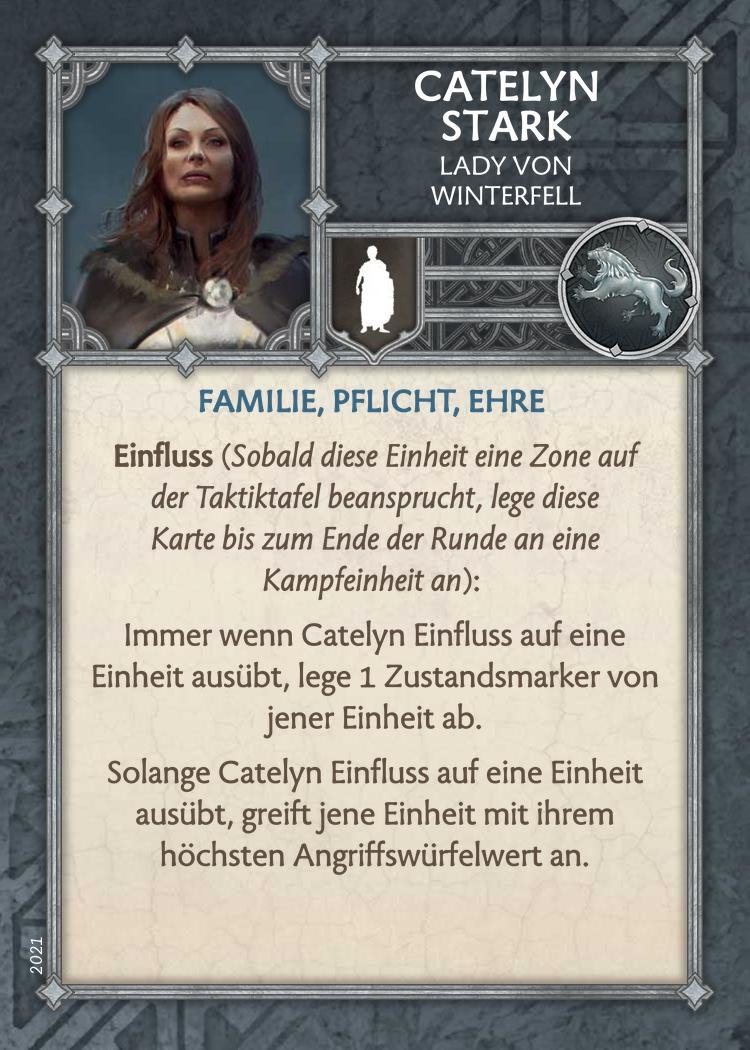 CATELYN
STARK
LADY VON
WINTERFELL
FAMILIE, PFLICHT, EHRE
Einfluss (Sobald diese Einheit eine Zone auf
der Taktiktafel beansprucht, lege diese
Karte bis zum Ende der Runde an eine
Kampfeinheit an):
Immer wenn Catelyn Einfluss auf eine
Einheit ausübt, lege 1 Zustandsmarker von
jener Einheit ab.
Solange Catelyn Einfluss auf eine Einheit
ausübt, greift jene Einheit mit ihrem
höchsten Angriffswürfelwert an.
2021